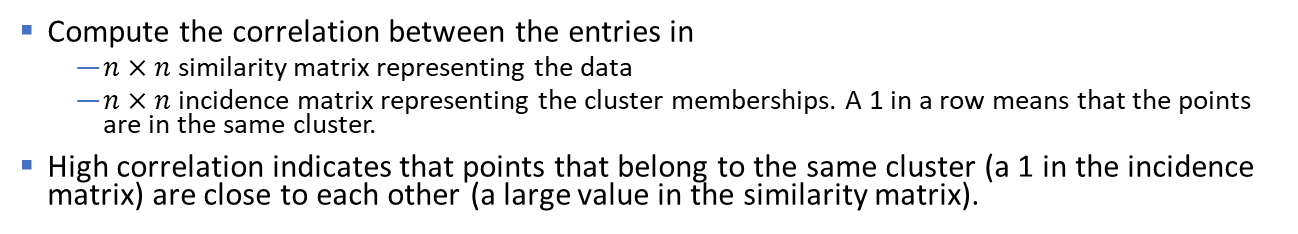 ▪ Compute the correlation between the entries in
—n × n similarity matrix representing the data
—n × n incidence matrix representing the cluster memberships. A 1 in a row means that the points
are in the same cluster.
▪ High correlation indicates that points that belong to the same cluster (a 1 in the incidence
matrix) are close to each other (a large value in the similarity matrix).